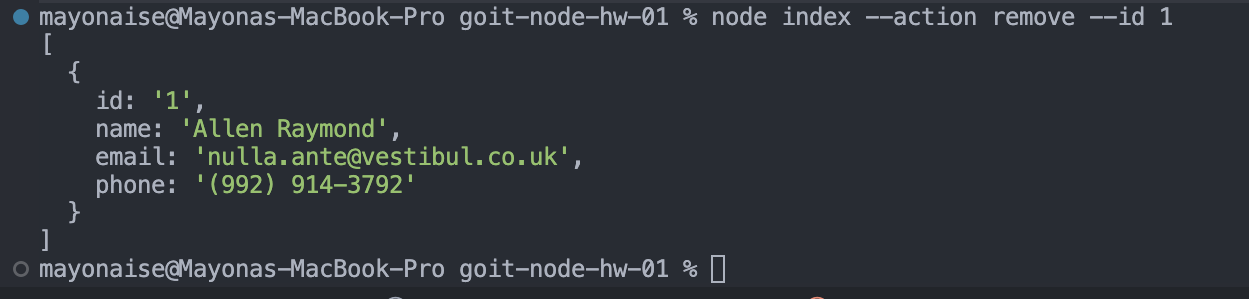 mayonaise@Mayonas-MacBook-Pro goit-node-hw-01 % node index --action remove --id 1
[
  {
    id: '1',
    name: 'Allen Raymond',
    email: 'nulla.ante@vestibul.co.uk',
    phone: '(992) 914-3792'
  }
]
mayonaise@Mayonas-MacBook-Pro goit-node-hw-01 %